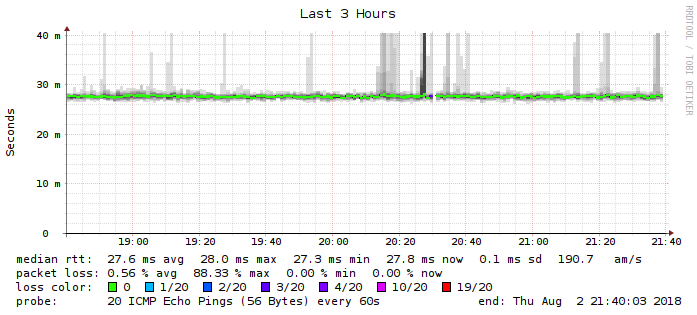 Last 3 Hours
RRDTOOL / TOBI OETIKER
Seconds
40 m
30 m
20 m
10 m
0
19:00 19:20 19:40 20:00 20:20 20:40 21:00 21:20 21:40
median rtt: 27.6 ms avg 28.0 ms max 27.3 ms min 27.8 ms now 0.1 ms sd 190.7 am/s
packet loss: 0.56 % avg 88.33 % max 0.00 % min 0.00 % now
loss color: 0 1/20 2/20 3/20 4/20 10/20 19/20
probe: 20 ICMP Echo Pings (56 Bytes) every 60s end: Thu Aug 2 21:40:03 2018